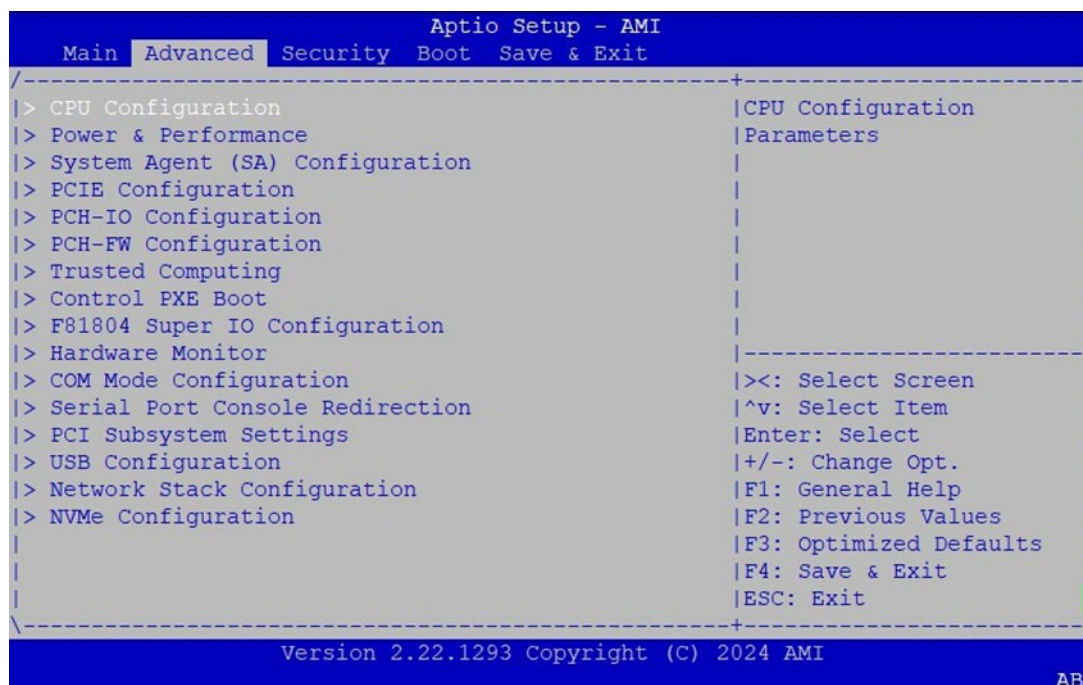 Aptio Setup - AMI
Main Advanced Security Boot Save & Exit
/----------------------------------------------------+-------------------------
|> CPU Configuration |CPU Configuration
|> Power & Performance |Parameters
|> System Agent (SA) Configuration |
|> PCIE Configuration |
|> PCH-IO Configuration |
|> PCH-FW Configuration |
|> Trusted Computing |
|> Control PXE Boot |
|> F81804 Super IO Configuration |
|> Hardware Monitor |-------------------------
|> COM Mode Configuration |><: Select Screen
|> Serial Port Console Redirection |^v: Select Item
|> PCI Subsystem Settings |Enter: Select
|> USB Configuration |+/-: Change Opt.
|> Network Stack Configuration |F1: General Help
|> NVMe Configuration |F2: Previous Values
| |F3: Optimized Defaults
| |F4: Save & Exit
| |ESC: Exit
\----------------------------------------------------+-------------------------
Version 2.22.1293 Copyright (C) 2024 AMI
AB